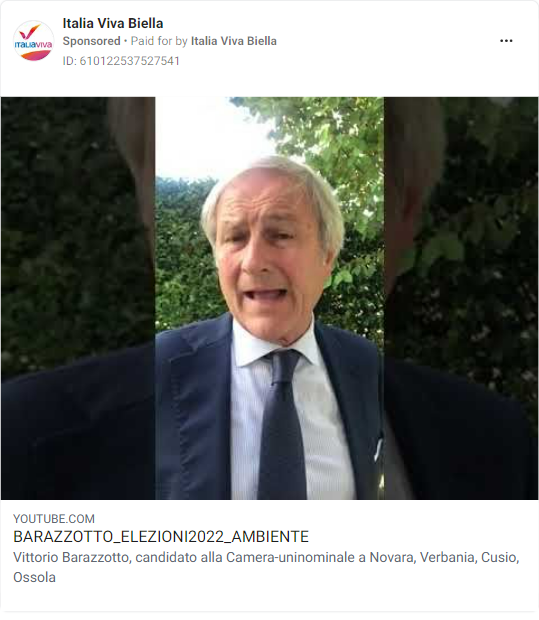 Italia Viva Biella
Sponsored • Paid for by Italia Viva Biella
ID: 610122537527541
ITALIAVIVA
YOUTUBE.COM
BARAZZOTTO_ELEZIONI2022_AMBIENTE
Vittorio Barazzotto, candidato alla Camera-uninominale a Novara, Verbania, Cusio,
Ossola